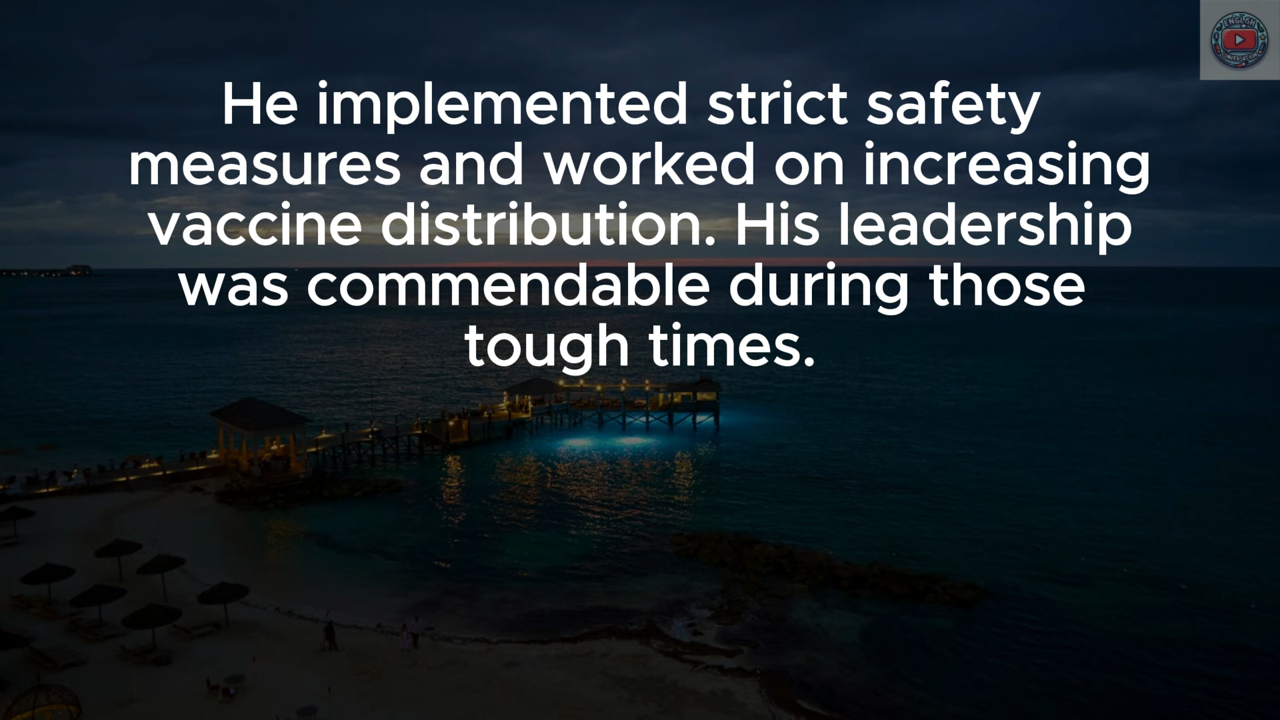 He implemented strict safety
measures and worked on increasing
vaccine distribution. His leadership
was commendable during those
tough times.
ENGLISH